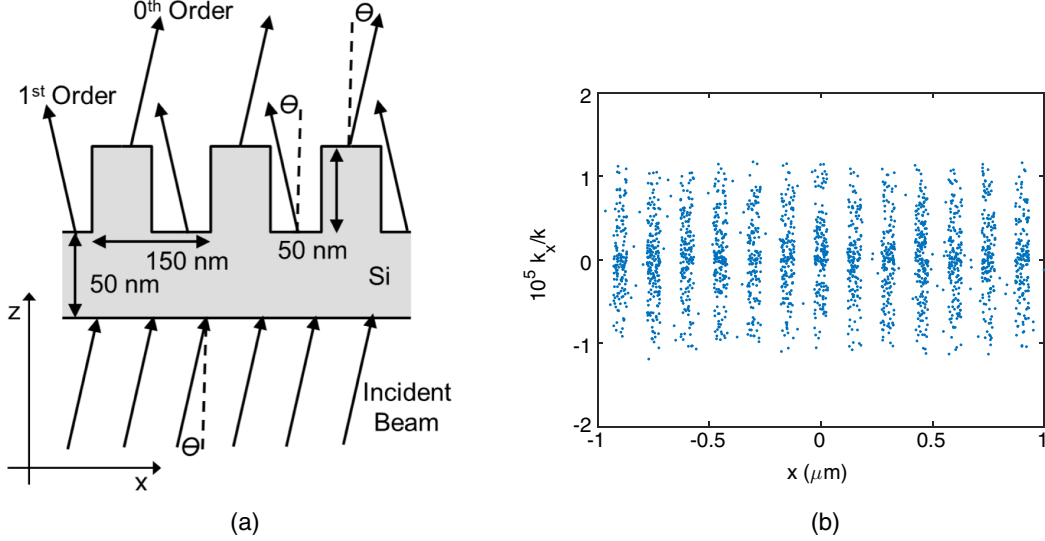 0th Order
ϴ
1st Order
ϴ
50 nm
150 nm
50 nm
Si
z
Incident
Beam
ϴ
x
(a)
2
1
0
-1
-2
10^5 k_x/k
-1
-0.5
0
0.5
1
x (μm)
(b)